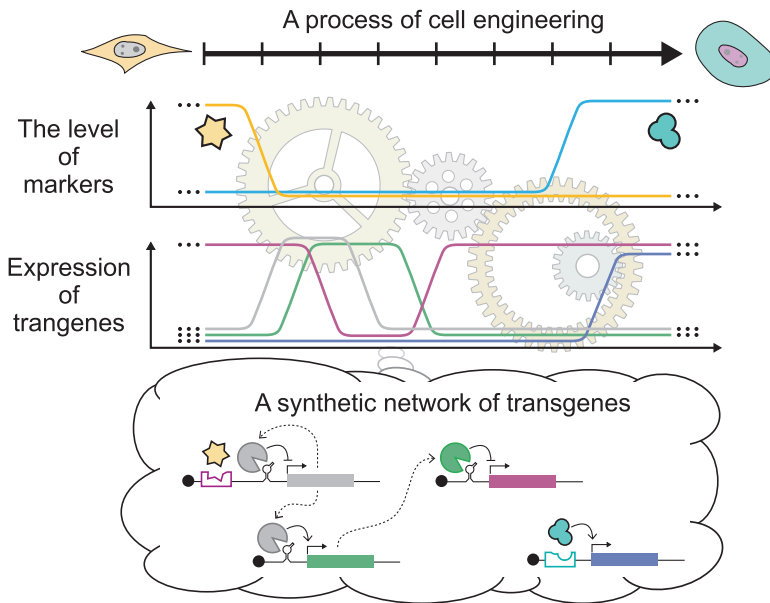 A process of cell engineering
The level
of
markers
Expression
of
trangenes
A synthetic network of transgenes